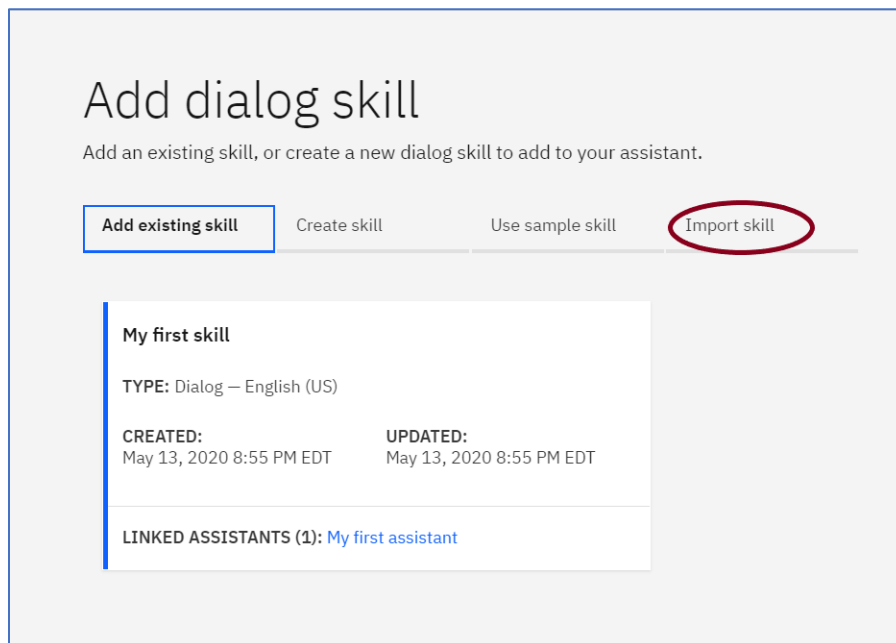 Add dialog skill
Add an existing skill, or create a new dialog skill to add to your assistant.
Add existing skill Create skill Use sample skill Import skill
My first skill
TYPE: Dialog — English (US)
CREATED: UPDATED:
May 13, 2020 8:55 PM EDT May 13, 2020 8:55 PM EDT
LINKED ASSISTANTS (1): My first assistant